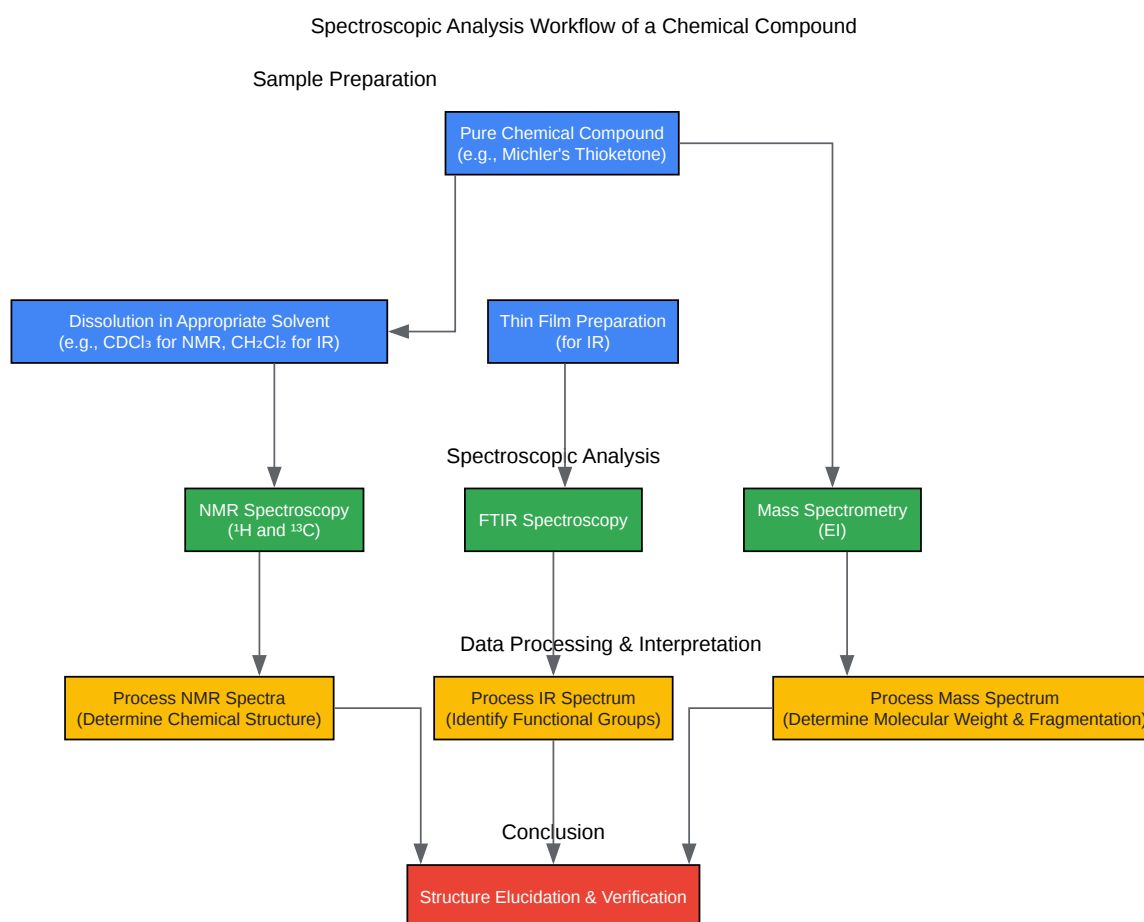 Spectroscopic Analysis Workflow of a Chemical Compound
Sample Preparation
Pure Chemical Compound
(e.g., Michler's Thioketone)
Dissolution in Appropriate Solvent
(e.g., CDCl₃ for NMR, CH₂Cl₂ for IR)
Thin Film Preparation
(for IR)
Spectroscopic Analysis
NMR Spectroscopy
(¹H and ¹³C)
FTIR Spectroscopy
Mass Spectrometry
(EI)
Data Processing & Interpretation
Process NMR Spectra
(Determine Chemical Structure)
Process IR Spectrum
(Identify Functional Groups)
Process Mass Spectrum
(Determine Molecular Weight & Fragmentation)
Conclusion
Structure Elucidation & Verification